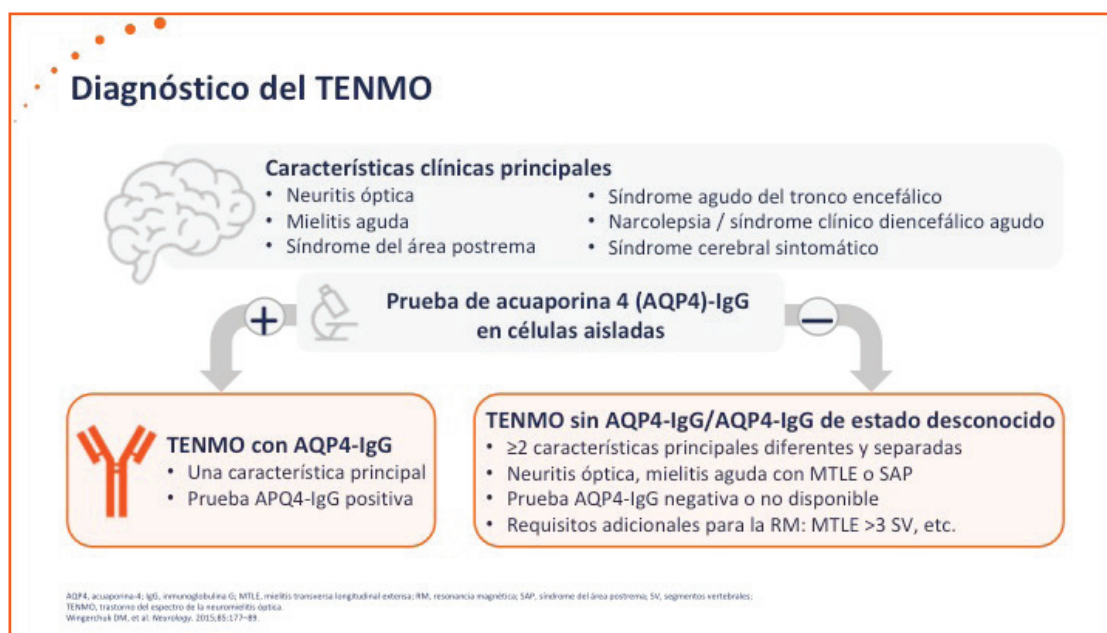 Diagnóstico del TENMO
Características clínicas principales
• Neuritis óptica
• Mielitis aguda
• Síndrome del área postrema
• Síndrome agudo del tronco encefálico
• Narcolepsia / síndrome clínico diencefálico agudo
• Síndrome cerebral sintomático
+
Prueba de acuaporina 4 (AQP4)-IgG
en células aisladas
−
TENMO con AQP4-IgG
• Una característica principal
• Prueba APQ4-IgG positiva
TENMO sin AQP4-IgG/AQP4-IgG de estado desconocido
• ≥2 características principales diferentes y separadas
• Neuritis óptica, mielitis aguda con MTLE o SAP
• Prueba AQP4-IgG negativa o no disponible
• Requisitos adicionales para la RM: MTLE >3 SV, etc.
AQP4, acuaporina-4; IgG, inmunoglobulina G; MTLE, mielitis transversa longitudinal extensa; RM, resonancia magnética; SAP, síndrome del área postrema; SV, segmentos vertebrales;
TENMO, trastorno del espectro de la neuromielitis óptica.
Wingerchuk DM, et al. Neurology. 2015;85:177–89.